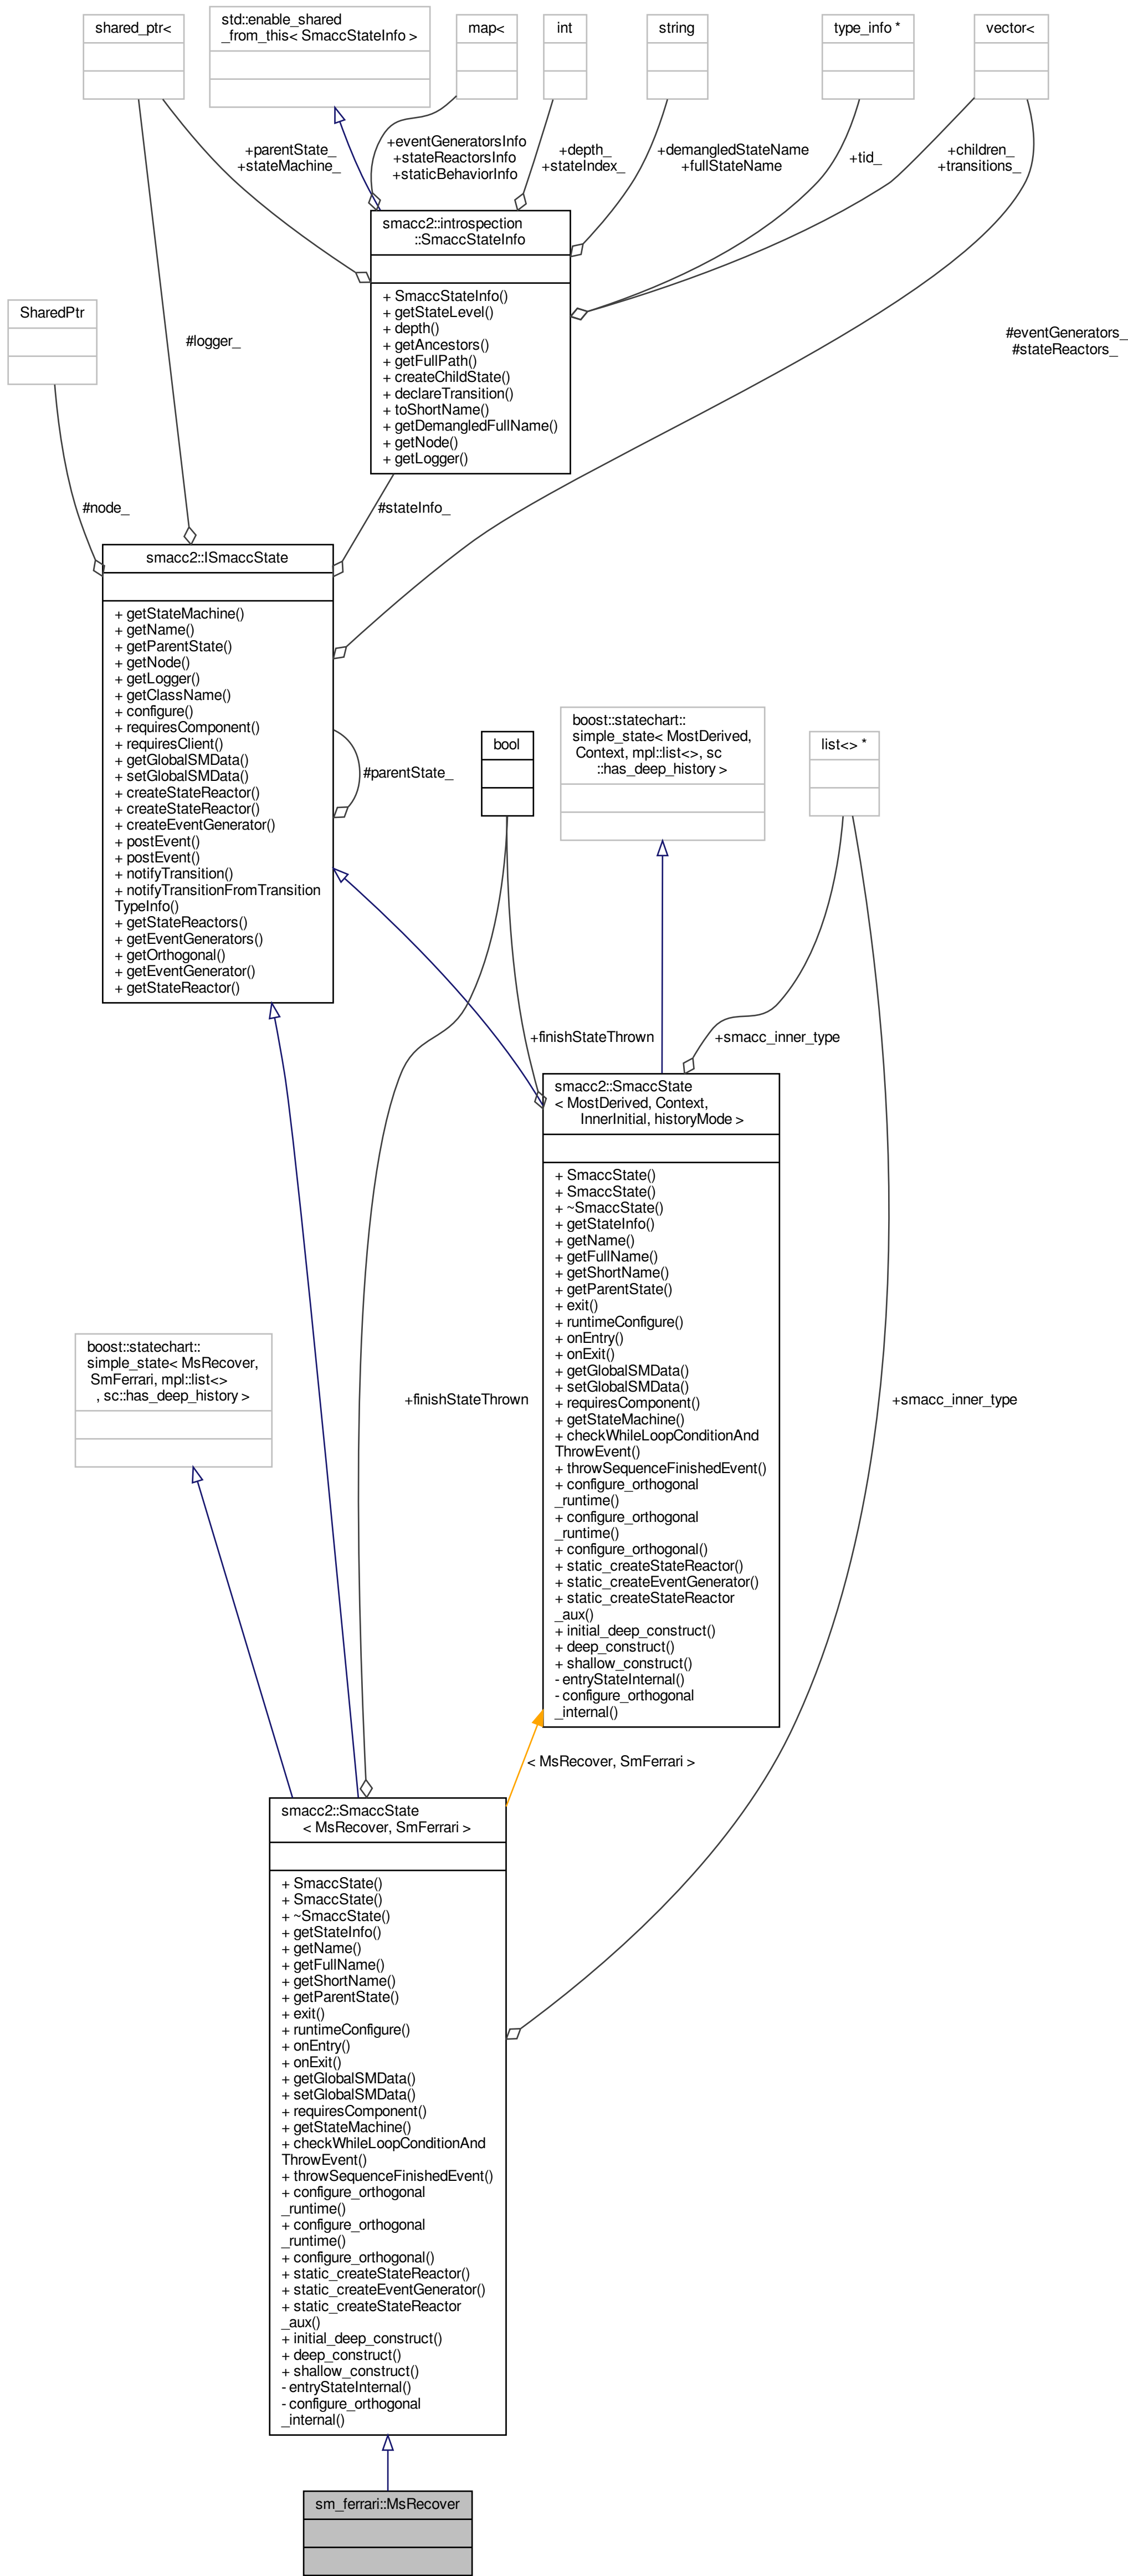 shared_ptr<
std::enable_shared
_from_this< SmaccStateInfo >
map<
int
string
type_info *
vector<
+parentState_
+stateMachine_
+eventGeneratorsInfo
+stateReactorsInfo
+staticBehaviorInfo
+depth_
+stateIndex_
+demangledStateName
+fullStateName
+tid_
+children_
+transitions_
smacc2::introspection
::SmaccStateInfo
+ SmaccStateInfo()
+ getStateLevel()
+ depth()
+ getAncestors()
+ getFullPath()
+ createChildState()
+ declareTransition()
+ toShortName()
+ getDemangledFullName()
+ getNode()
+ getLogger()
SharedPtr
#logger_
#eventGenerators_
#stateReactors_
#node_
#stateInfo_
smacc2::ISmaccState
+ getStateMachine()
+ getName()
+ getParentState()
+ getNode()
+ getLogger()
+ getClassName()
+ configure()
+ requiresComponent()
+ requiresClient()
+ getGlobalSMData()
+ setGlobalSMData()
+ createStateReactor()
+ createStateReactor()
+ createEventGenerator()
+ postEvent()
+ postEvent()
+ notifyTransition()
+ notifyTransitionFromTransition
TypeInfo()
+ getStateReactors()
+ getEventGenerators()
+ getOrthogonal()
+ getEventGenerator()
+ getStateReactor()
#parentState_
bool
boost::statechart::
simple_state< MostDerived,
Context, mpl::list<>, sc
::has_deep_history >
list<> *
+finishStateThrown
+smacc_inner_type
smacc2::SmaccState
< MostDerived, Context,
InnerInitial, historyMode >
+ SmaccState()
+ SmaccState()
+ ~SmaccState()
+ getStateInfo()
+ getName()
+ getFullName()
+ getShortName()
+ getParentState()
+ exit()
+ runtimeConfigure()
+ onEntry()
+ onExit()
+ getGlobalSMData()
+ setGlobalSMData()
+ requiresComponent()
+ getStateMachine()
+ checkWhileLoopConditionAnd
ThrowEvent()
+ throwSequenceFinishedEvent()
+ configure_orthogonal
_runtime()
+ configure_orthogonal
_runtime()
+ configure_orthogonal()
+ static_createStateReactor()
+ static_createEventGenerator()
+ static_createStateReactor
_aux()
+ initial_deep_construct()
+ deep_construct()
+ shallow_construct()
- entryStateInternal()
- configure_orthogonal
_internal()
boost::statechart::
simple_state< MsRecover,
SmFerrari, mpl::list<>
, sc::has_deep_history >
+finishStateThrown
+smacc_inner_type
< MsRecover, SmFerrari >
smacc2::SmaccState
< MsRecover, SmFerrari >
+ SmaccState()
+ SmaccState()
+ ~SmaccState()
+ getStateInfo()
+ getName()
+ getFullName()
+ getShortName()
+ getParentState()
+ exit()
+ runtimeConfigure()
+ onEntry()
+ onExit()
+ getGlobalSMData()
+ setGlobalSMData()
+ requiresComponent()
+ getStateMachine()
+ checkWhileLoopConditionAnd
ThrowEvent()
+ throwSequenceFinishedEvent()
+ configure_orthogonal
_runtime()
+ configure_orthogonal
_runtime()
+ configure_orthogonal()
+ static_createStateReactor()
+ static_createEventGenerator()
+ static_createStateReactor
_aux()
+ initial_deep_construct()
+ deep_construct()
+ shallow_construct()
- entryStateInternal()
- configure_orthogonal
_internal()
sm_ferrari::MsRecover